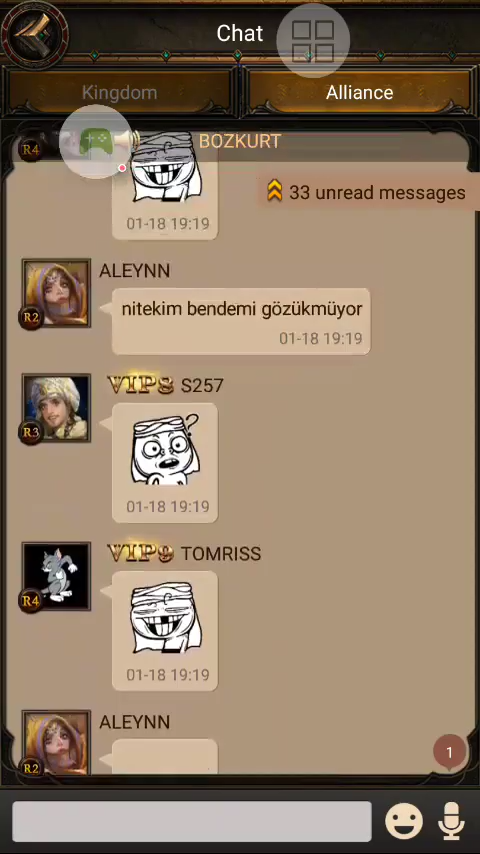 Chat
Kingdom
Alliance
R4
BOZKURT
33 unread messages
01-18 19:19
ALEYNN
R2
nitekim bendemi gözükmüyor
01-18 19:19
VIP8 S257
R3
?
01-18 19:19
VIP9 TOMRISS
R4
01-18 19:19
ALEYNN
R2
1